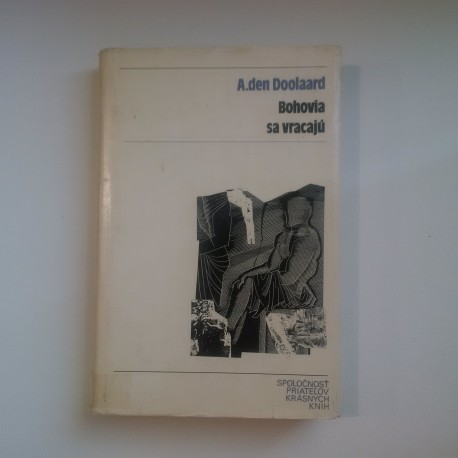 A.den Doolaard
Bohovia
sa vracajú
SPOLOČNOSŤ
PRIATEĽOV
KRÁSNYCH
KNÍH